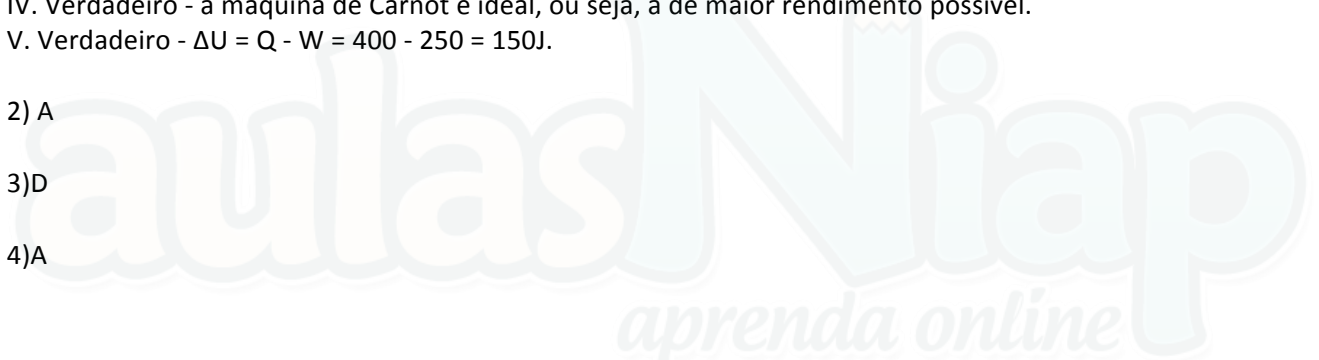 IV. Verdadeiro - a máquina de Carnot é ideal, ou seja, a de maior rendimento possível.
V. Verdadeiro - ΔU = Q - W = 400 - 250 = 150J.
2) A
3)D
4)A
aulasNiap
aprenda online